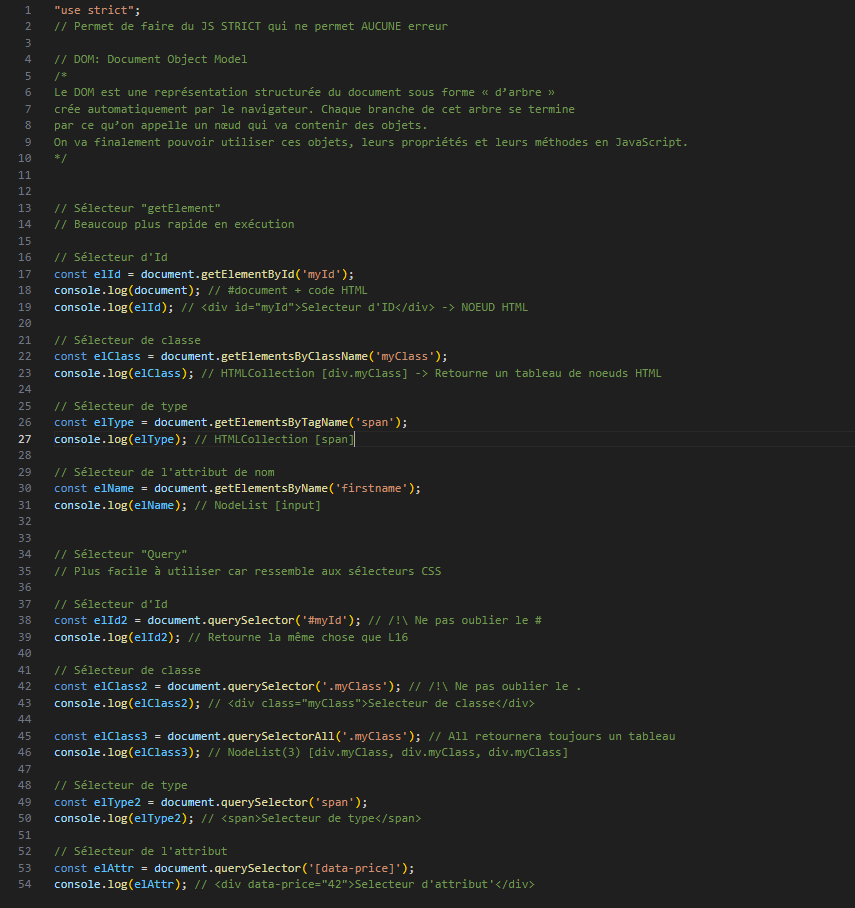 1 "use strict";
2 // Permet de faire du JS STRICT qui ne permet AUCUNE erreur
3
4 // DOM: Document Object Model
5 /*
6 Le DOM est une représentation structurée du document sous forme « d’arbre »
7 crée automatiquement par le navigateur. Chaque branche de cet arbre se termine
8 par ce qu’on appelle un nœud qui va contenir des objets.
9 On va finalement pouvoir utiliser ces objets, leurs propriétés et leurs méthodes en JavaScript.
10 */
11
12
13 // Sélecteur "getElement"
14 // Beaucoup plus rapide en exécution
15
16 // Sélecteur d'Id
17 const elId = document.getElementById('myId');
18 console.log(document); // #document + code HTML
19 console.log(elId); // <div id="myId">Selecteur d'ID</div> -> NOEUD HTML
20
21 // Sélecteur de classe
22 const elClass = document.getElementsByClassName('myClass');
23 console.log(elClass); // HTMLCollection [div.myClass] -> Retourne un tableau de noeuds HTML
24
25 // Sélecteur de type
26 const elType = document.getElementsByTagName('span');
27 console.log(elType); // HTMLCollection [span]
28
29 // Sélecteur de l'attribut de nom
30 const elName = document.getElementsByName('firstname');
31 console.log(elName); // NodeList [input]
32
33
34 // Sélecteur "Query"
35 // Plus facile à utiliser car ressemble aux sélecteurs CSS
36
37 // Sélecteur d'Id
38 const elId2 = document.querySelector('#myId'); // /!\ Ne pas oublier le #
39 console.log(elId2); // Retourne la même chose que L16
40
41 // Sélecteur de classe
42 const elClass2 = document.querySelector('.myClass'); // /!\ Ne pas oublier le .
43 console.log(elClass2); // <div class="myClass">Selecteur de classe</div>
44
45 const elClass3 = document.querySelectorAll('.myClass'); // All retournera toujours un tableau
46 console.log(elClass3); // NodeList(3) [div.myClass, div.myClass, div.myClass]
47
48 // Sélecteur de type
49 const elType2 = document.querySelector('span');
50 console.log(elType2); // <span>Selecteur de type</span>
51
52 // Sélecteur de l'attribut
53 const elAttr = document.querySelector('[data-price]');
54 console.log(elAttr); // <div data-price="42">Selecteur d'attribut'</div>